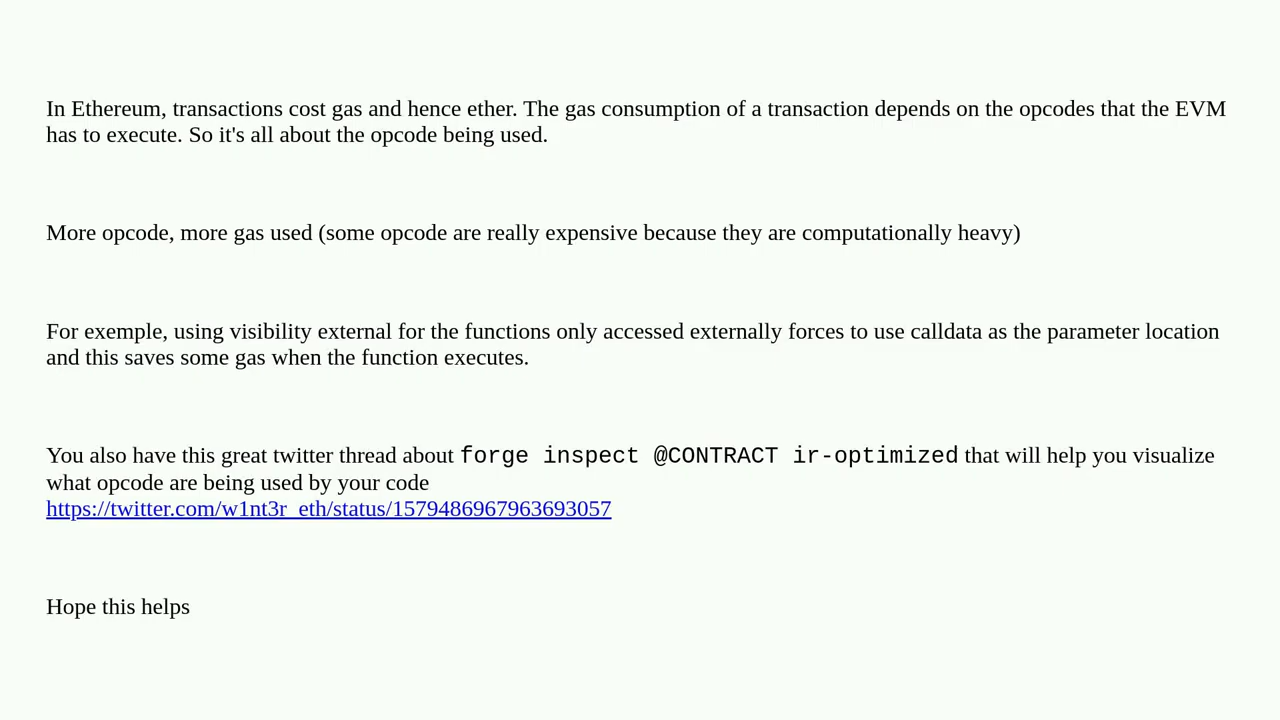 In Ethereum, transactions cost gas and hence ether. The gas consumption of a transaction depends on the opcodes that the EVM
has to execute. So it's all about the opcode being used.
More opcode, more gas used (some opcode are really expensive because they are computationally heavy)
For exemple, using visibility external for the functions only accessed externally forces to use calldata as the parameter location
and this saves some gas when the function executes.
You also have this great twitter thread about forge inspect @CONTRACT ir-optimized that will help you visualize
what opcode are being used by your code
https://twitter.com/w1nt3r_eth/status/1579486967963693057
Hope this helps